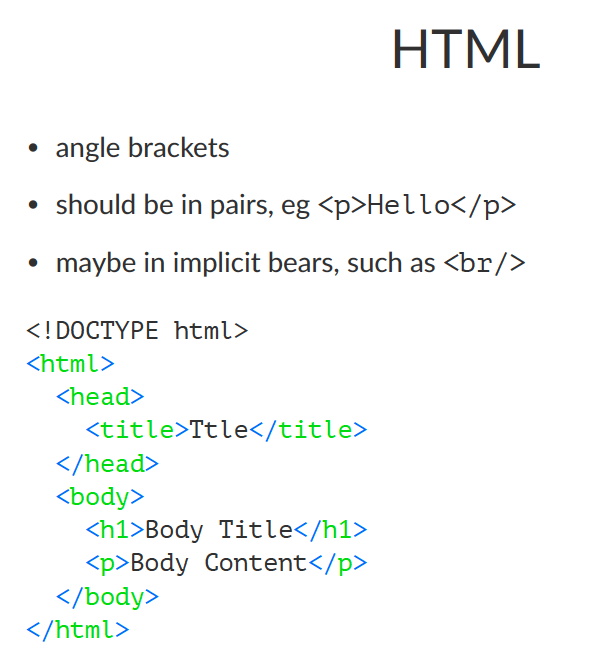 HTML
• angle brackets
• should be in pairs, eg <p>Hello</p>
• maybe in implicit bears, such as <br/>
<!DOCTYPE html>
<html>
  <head>
    <title>Ttle</title>
  </head>
  <body>
    <h1>Body Title</h1>
    <p>Body Content</p>
  </body>
</html>